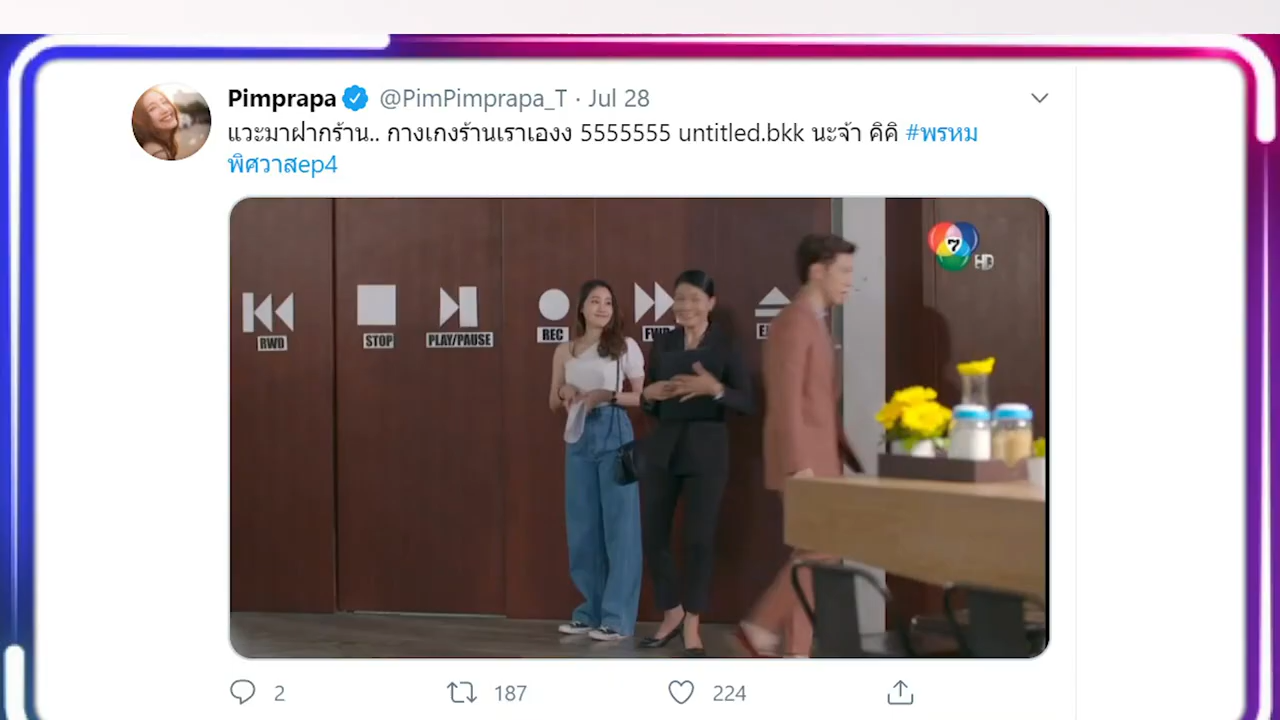 Pimprapa @PimPimprapa_T · Jul 28
แวะมาฝากร้าน.. กางเกงร้านเราเองง 5555555 untitled.bkk นะจ้า คิคิ #พรหม
พิศวาสep4
7 HD
RWD
STOP
PLAY/PAUSE
REC
FWD
2 187 224